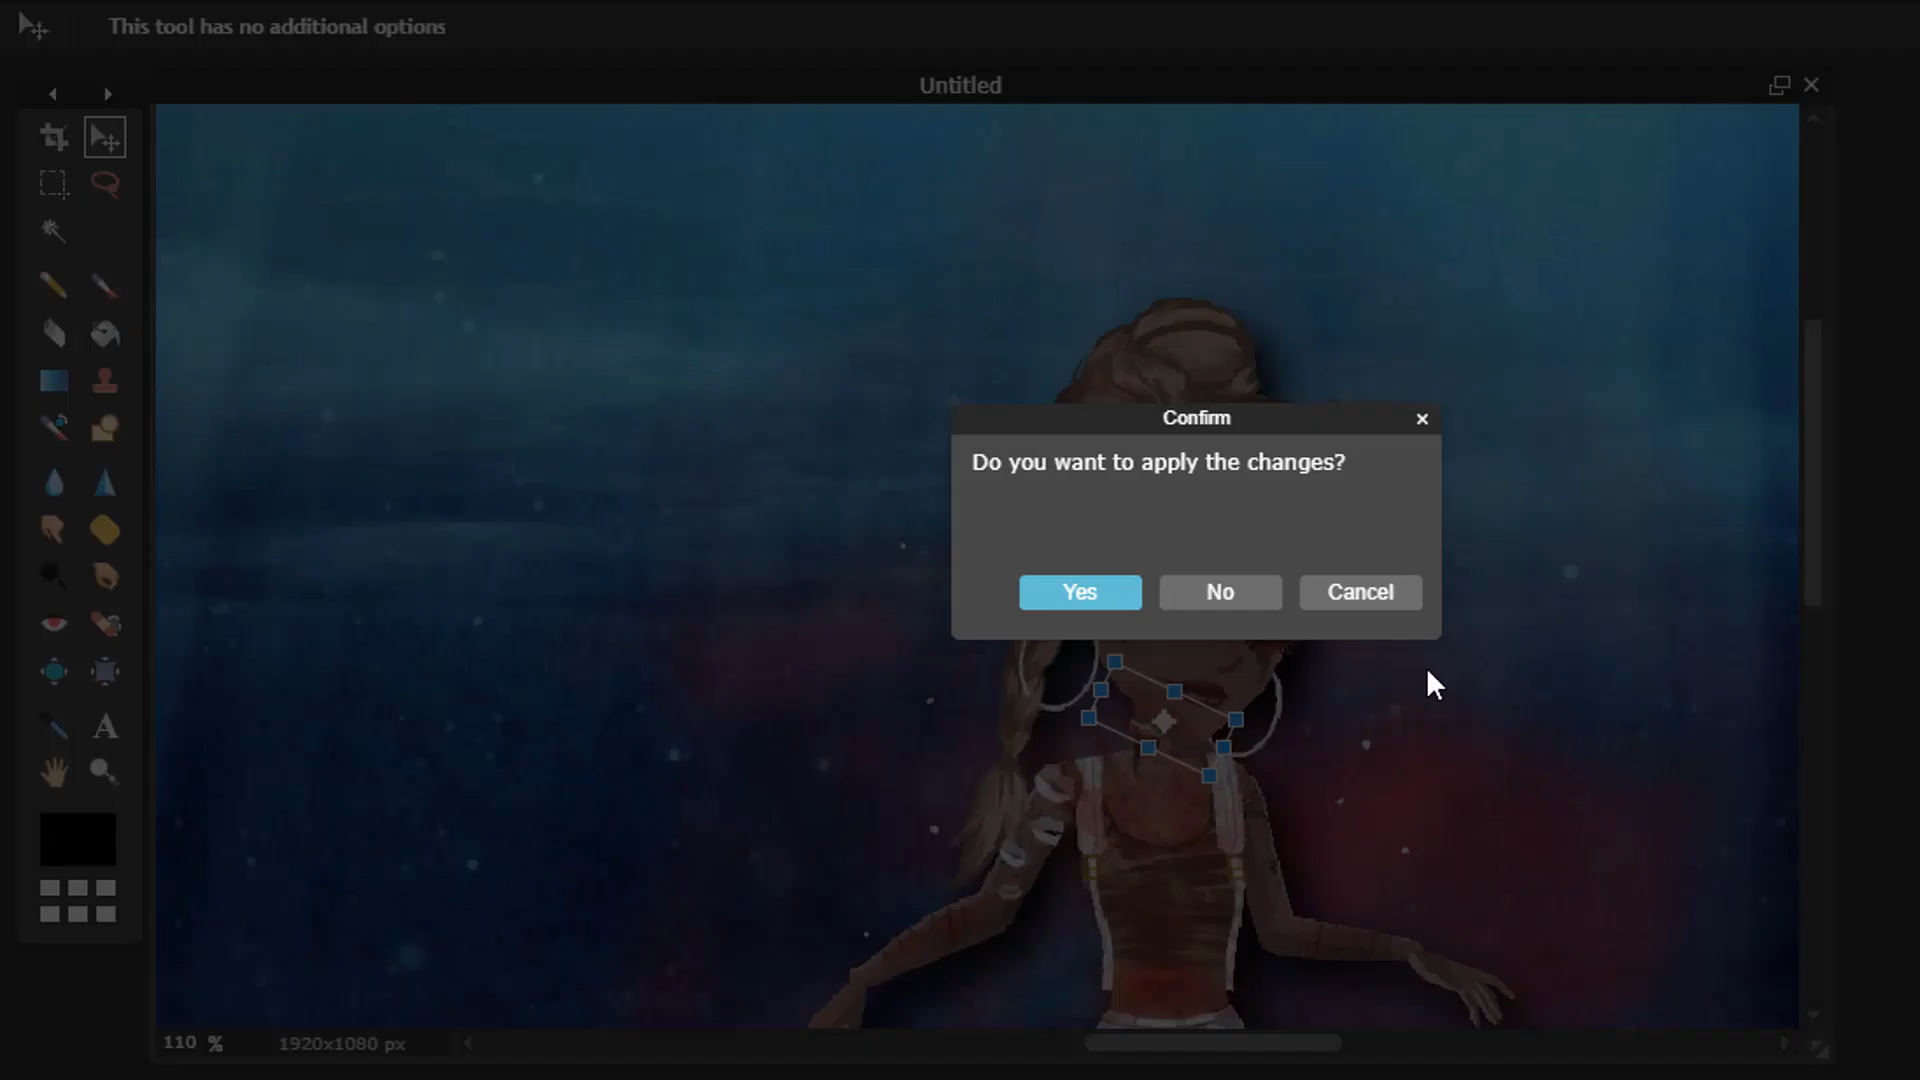 This tool has no additional options
Untitled
Confirm
Do you want to apply the changes?
Yes
No
Cancel
A
110 %
1920x1080 px